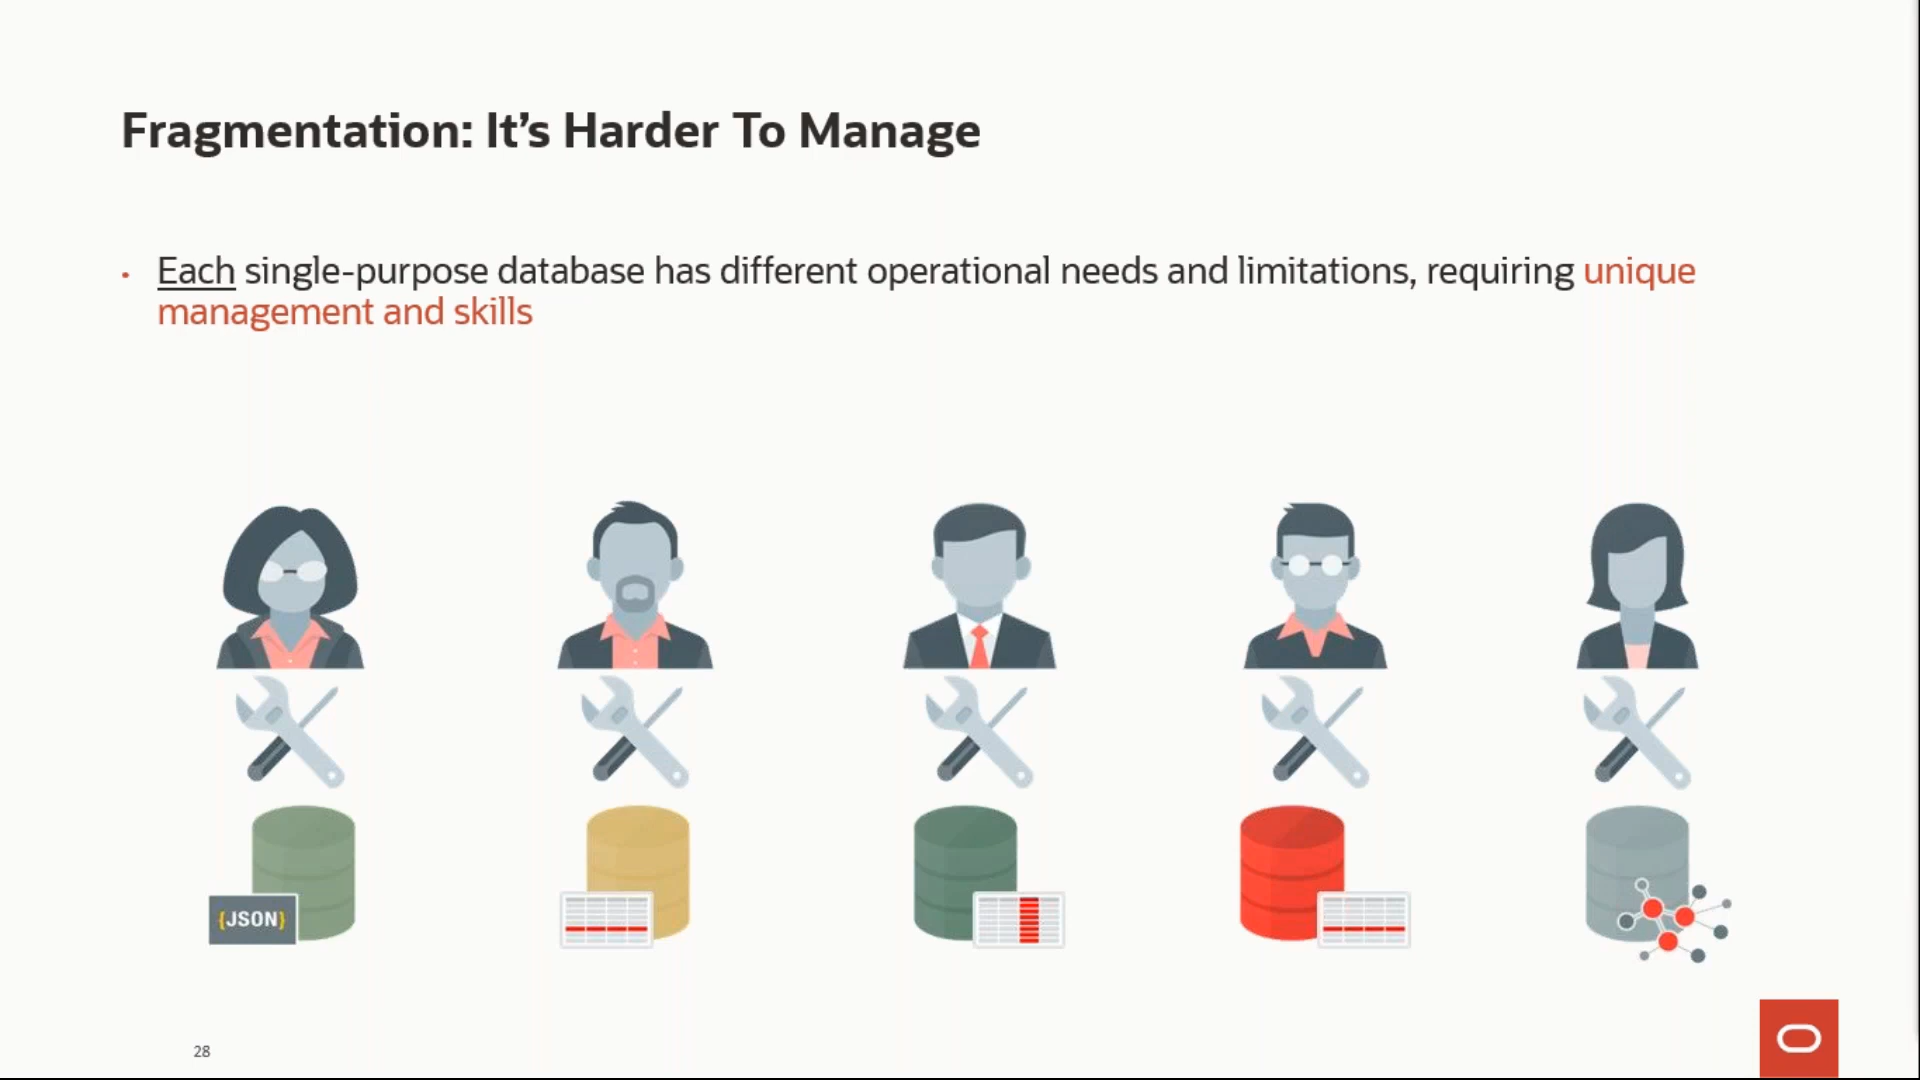 Fragmentation: It’s Harder To Manage
• Each single-purpose database has different operational needs and limitations, requiring unique
management and skills
{JSON}
28